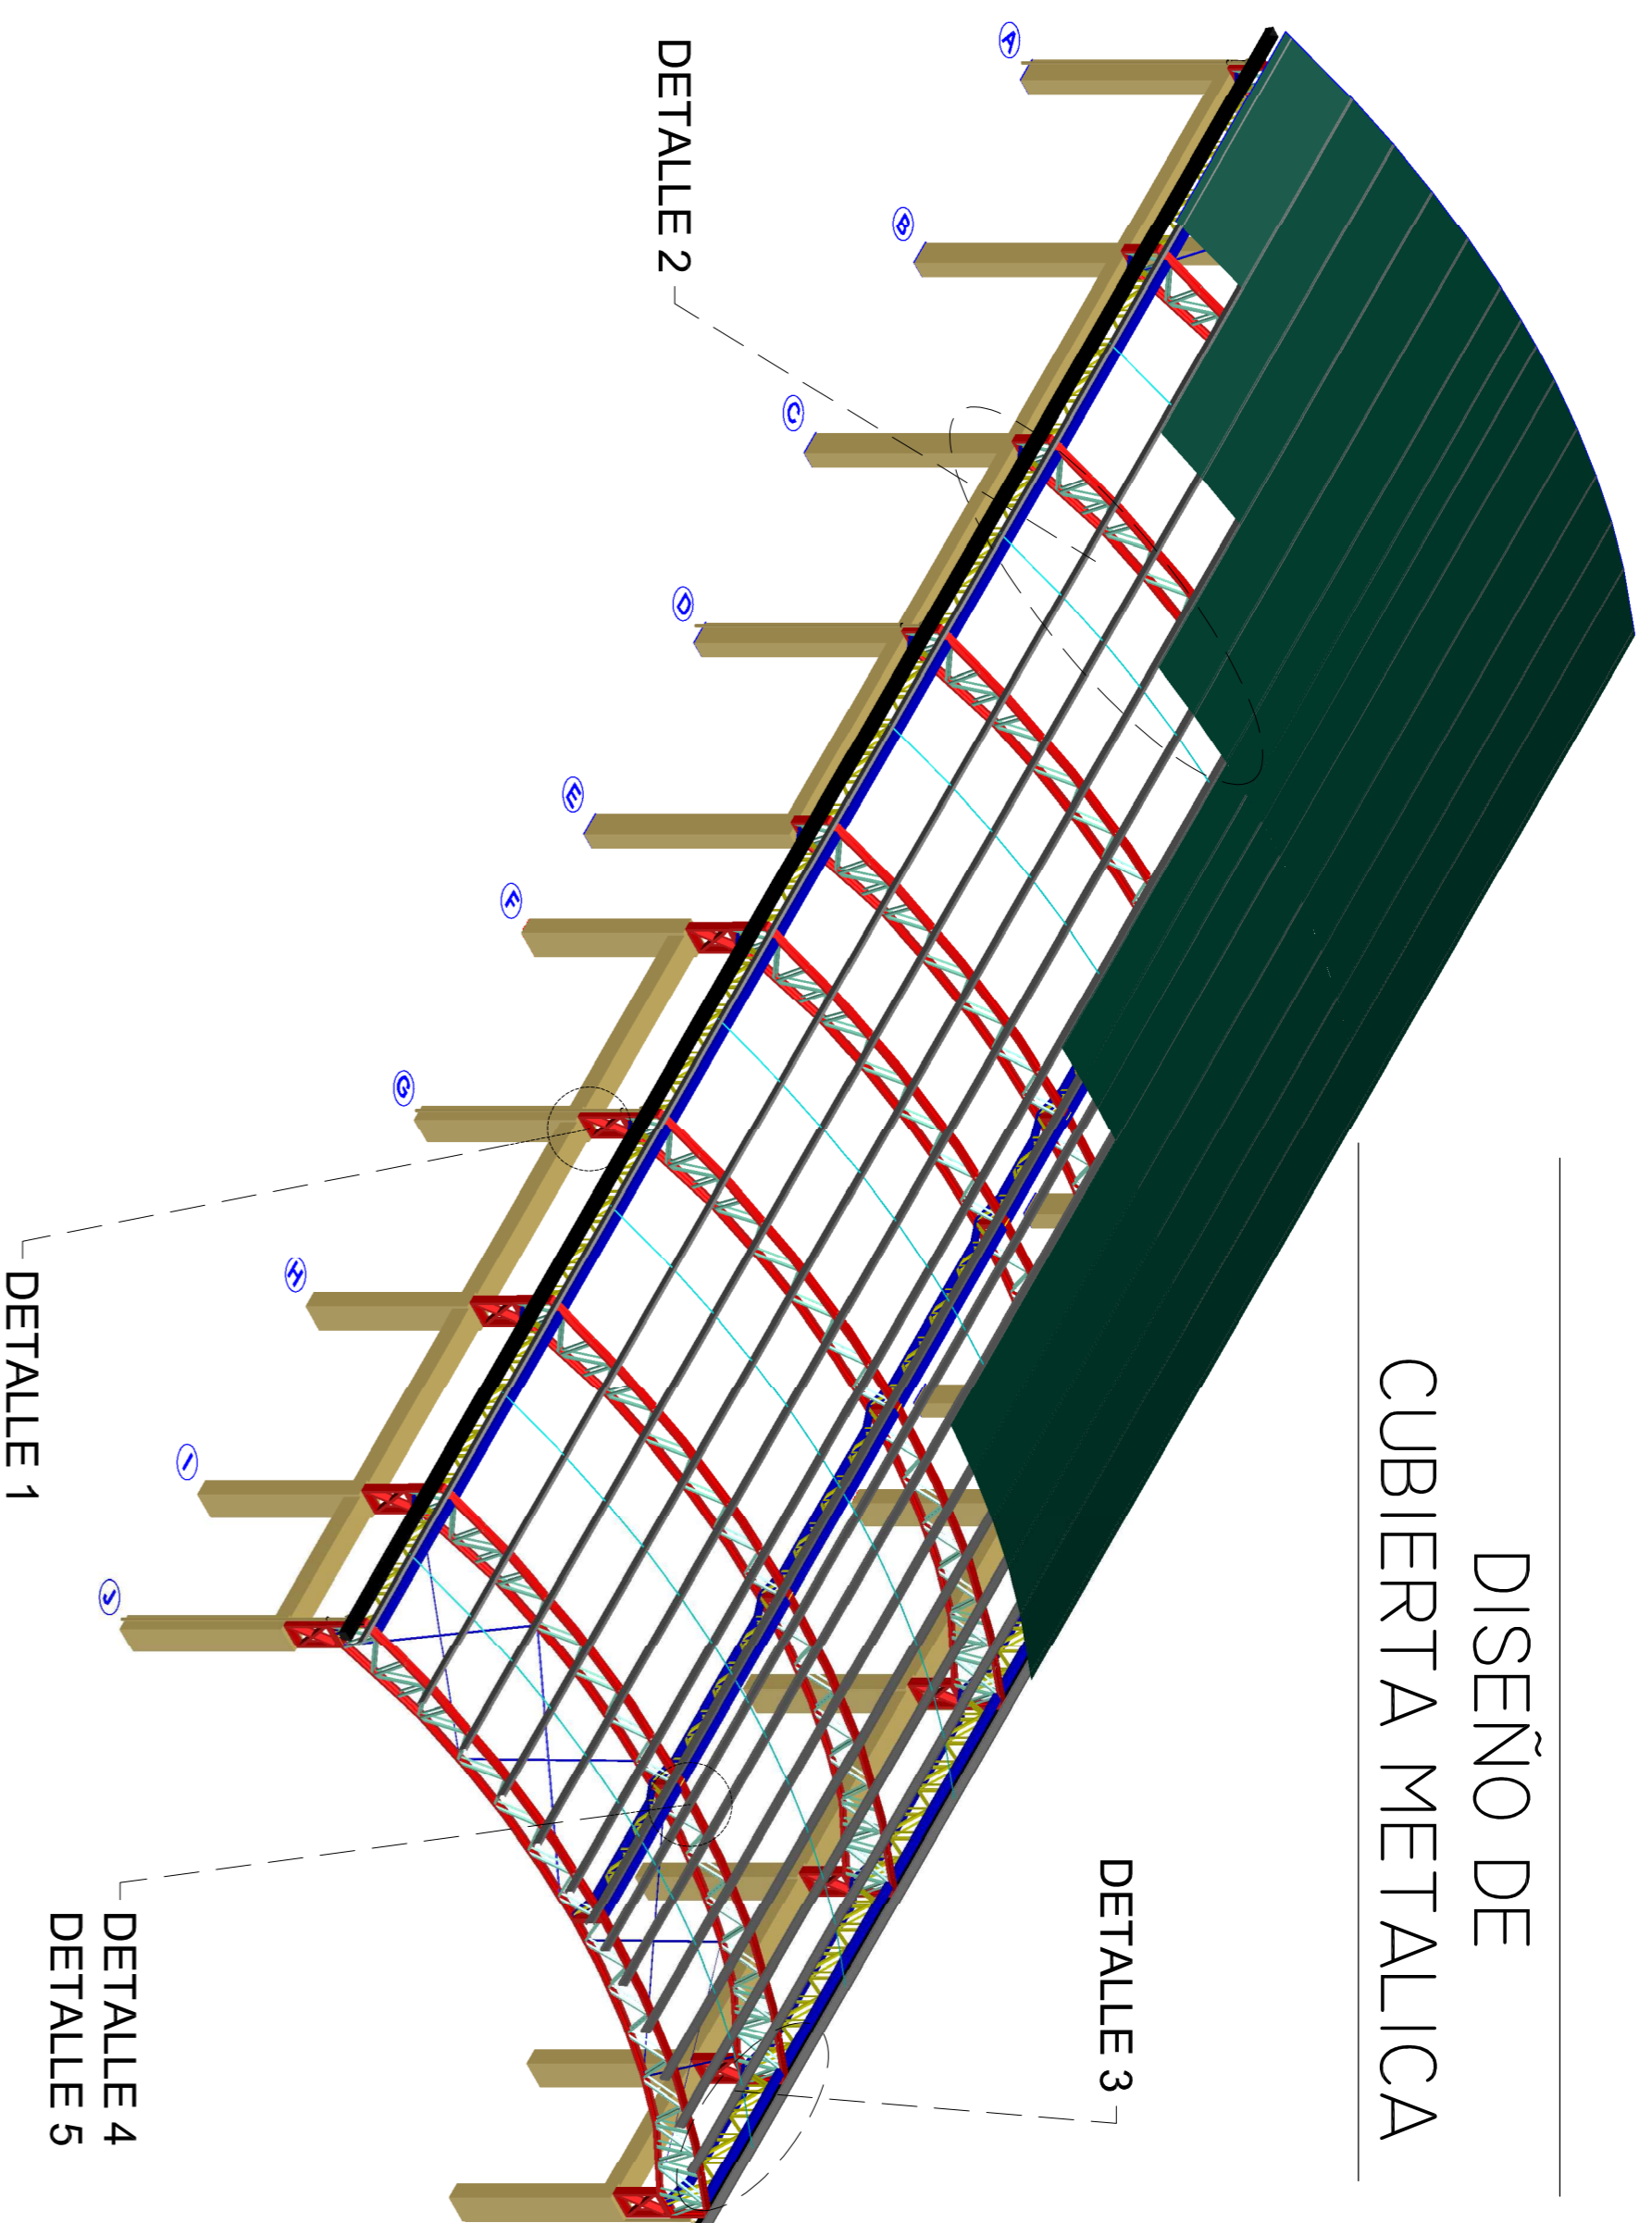 DISEÑO DE
CUBIERTA METALICA
DETALLE 3
DETALLE 2
A
B
C
D
E
F
G
H
I
J
DETALLE 1
DETALLE 4
DETALLE 5